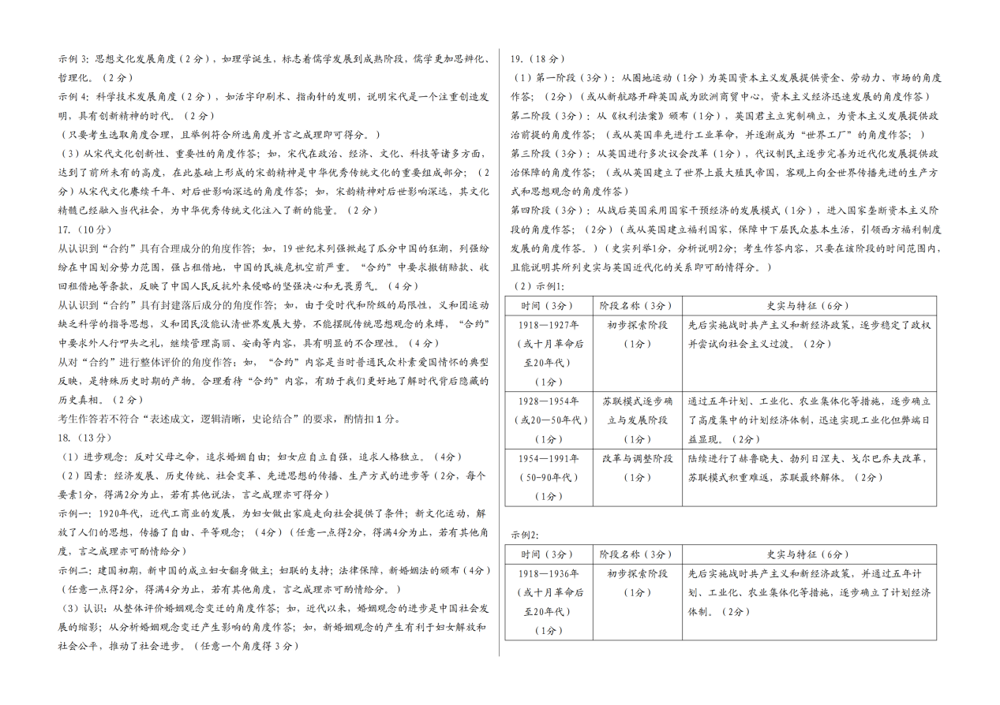 示例 3：思想文化发展角度（2 分），如理学诞生，标志着儒学发展到成熟阶段，儒学更加思辨化、
哲理化。（2 分）
示例 4：科学技术发展角度（2 分），如活字印刷术、指南针的发明，说明宋代是一个注重创造发
明，具有创新精神的时代。（2 分）
（只要考生选取角度合理，且举例符合所选角度并言之成理即可得分。）
（3）从宋代文化创新性、重要性的角度作答；如，宋代在政治、经济、文化、科技等诸多方面，
达到了前所未有的高度，在此基础上形成的宋韵精神是中华优秀传统文化的重要组成部分；（2
分）从宋代文化赓续千年、对后世影响深远的角度作答；如，宋韵精神对后世影响深远，其文化
精髓已经融入当代社会，为中华优秀传统文化注入了新的能量。（2 分）
17.（10 分）
从认识到“合约”具有合理成分的角度作答；如，19 世纪末列强掀起了瓜分中国的狂潮，列强纷
纷在中国划分势力范围，强占租借地，中国的民族危机空前严重。“合约”中要求撤销赔款、收
回租借地等条款，反映了中国人民反抗外来侵略的坚强决心和无畏勇气。（4 分）
从认识到“合约”具有封建落后成分的角度作答；如，由于受时代和阶级的局限性，义和团运动
缺乏科学的指导思想，义和团民没能认清世界发展大势，不能摆脱传统思想观念的束缚，“合约”
中要求外人行叩头之礼，继续管理高丽、安南等内容，具有明显的不合理性。（4 分）
从对“合约”进行整体评价的角度作答；如，“合约”内容是当时普通民众朴素爱国情怀的典型
反映，是特殊历史时期的产物。合理看待“合约”内容，有助于我们更好地了解时代背后隐藏的
历史真相。（2 分）
考生作答若不符合“表述成文，逻辑清晰，史论结合”的要求，酌情扣 1 分。
18.（13 分）
（1）进步观念：反对父母之命，追求婚姻自由；妇女应自立自强，追求人格独立。（4分）
（2）因素：经济发展、历史传统、社会变革、先进思想的传播、生产方式的进步等（2分，每个
要素1分，得满2分为止，若有其他说法，言之成理亦可得分）
示例一：1920年代，近代工商业的发展，为妇女做出家庭走向社会提供了条件；新文化运动，解
放了人们的思想，传播了自由、平等观念；（4分）（任意一点得2分，得满4分为止，若有其他角
度，言之成理亦可酌情给分）
示例二：建国初期，新中国的成立妇女翻身做主；妇联的支持；法律保障，新婚姻法的颁布（4分）
（任意一点得2分，得满4分为止，若有其他角度，言之成理亦可酌情给分。）
（3）认识：从整体评价婚姻观念变迁的角度作答；如，近代以来，婚姻观念的进步是中国社会发
展的缩影；从分析婚姻观念变迁产生影响的角度作答；如，新婚姻观念的产生有利于妇女解放和
社会公平，推动了社会进步。（任意一个角度得 3 分）
19.（18 分）
（1）第一阶段（3分）：从圈地运动（1分）为英国资本主义发展提供资金、劳动力、市场的角度
作答；（2分）（或从新航路开辟英国成为欧洲商贸中心，资本主义经济迅速发展的角度作答）
第二阶段（3分）：从《权利法案》颁布（1分），英国君主立宪制确立，为资本主义发展提供政
治前提的角度作答；（或从英国率先进行工业革命，并逐渐成为“世界工厂”的角度作答；）
第三阶段（3分）：从英国进行多次议会改革（1分），代议制民主逐步完善为近代化发展提供政
治保障的角度作答；（或从英国建立了世界上最大殖民帝国，客观上向全世界传播先进的生产方
式和思想观念的角度作答）
第四阶段（3分）：从战后英国采用国家干预经济的发展模式（1分），进入国家垄断资本主义阶
段的角度作答；（2分）（或从英国建立福利国家，保障中下层民众基本生活，引领西方福利制度
发展的角度作答。）（史实列举1分，分析说明2分；考生作答内容，只要在该阶段的时间范围内，
且能说明其所列史实与英国近代化的关系即可酌情得分。）
（2）示例1：
时间（3分） 阶段名称（3分） 史实与特征（6分）
1918—1927年 初步探索阶段 先后实施战时共产主义和新经济政策，逐步稳定了政权
（或十月革命后 （1分） 并尝试向社会主义过渡。（2分）
至20年代）
（1分）
1928—1954年 苏联模式逐步确 通过五年计划、工业化、农业集体化等措施，逐步确立
（或20—50年代） 立与发展阶段 了高度集中的计划经济体制，迅速实现工业化但弊端日
（1分） （1分） 益显现。（2分）
1954—1991年 改革与调整阶段 陆续进行了赫鲁晓夫、勃列日涅夫、戈尔巴乔夫改革，
（50-90年代） （1分） 苏联模式积重难返，苏联最终解体。（2分）
（1分）
示例2：
时间（3分） 阶段名称（3分） 史实与特征（6分）
1918—1936年 初步探索阶段 先后实施战时共产主义和新经济政策，并通过五年计
（或十月革命后 （1分） 划、工业化、农业集体化等措施，逐步确立了计划经济
至20年代） 体制。（2分）
（1分）